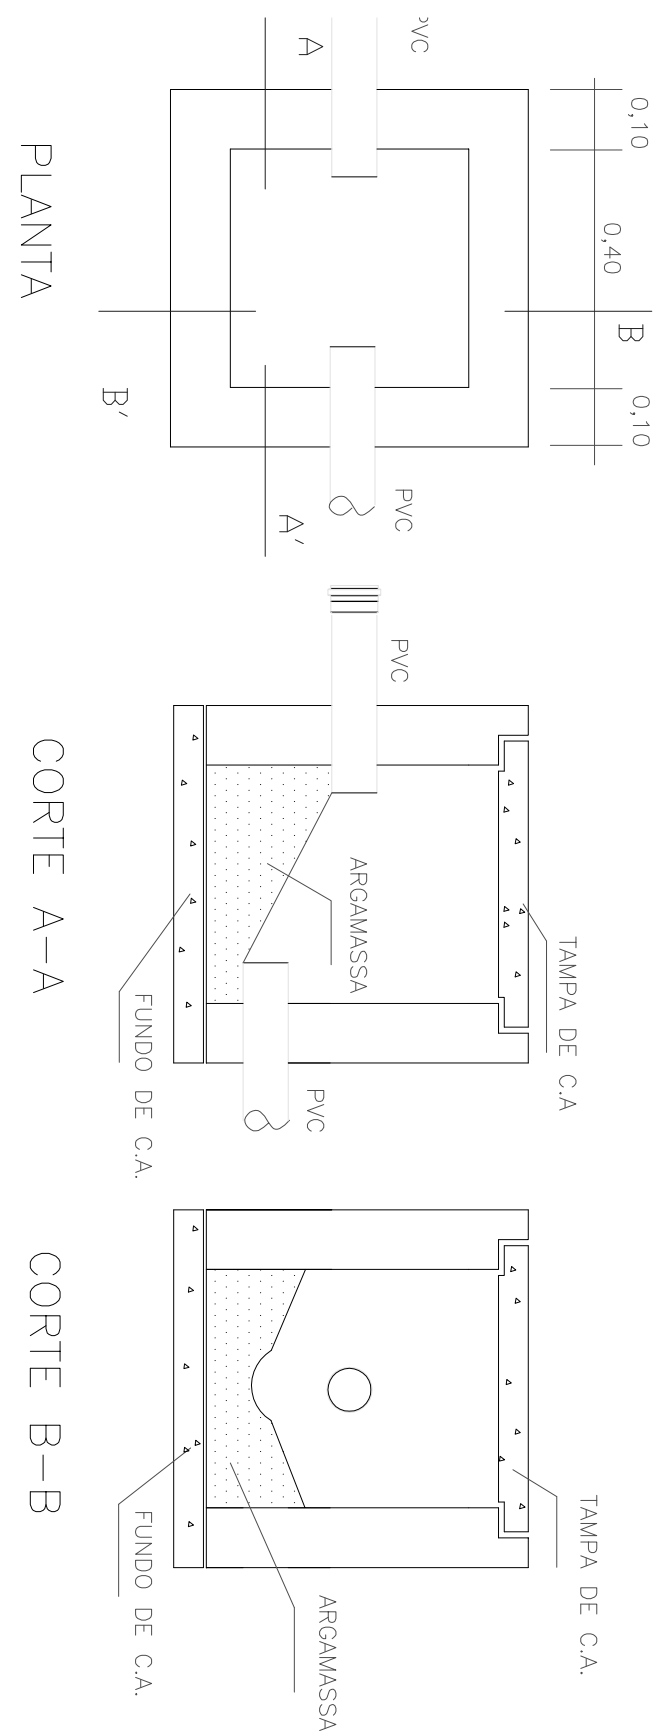 PVC
A
0,10
0,40
0,10
B
B'
A'
PVC
PLANTA
PVC
ARGAMASSA
TAMPA DE C.A
FUNDO DE C.A.
PVC
CORTE A-A
TAMPA DE C.A.
FUNDO DE C.A.
ARGAMASSA
CORTE B-B